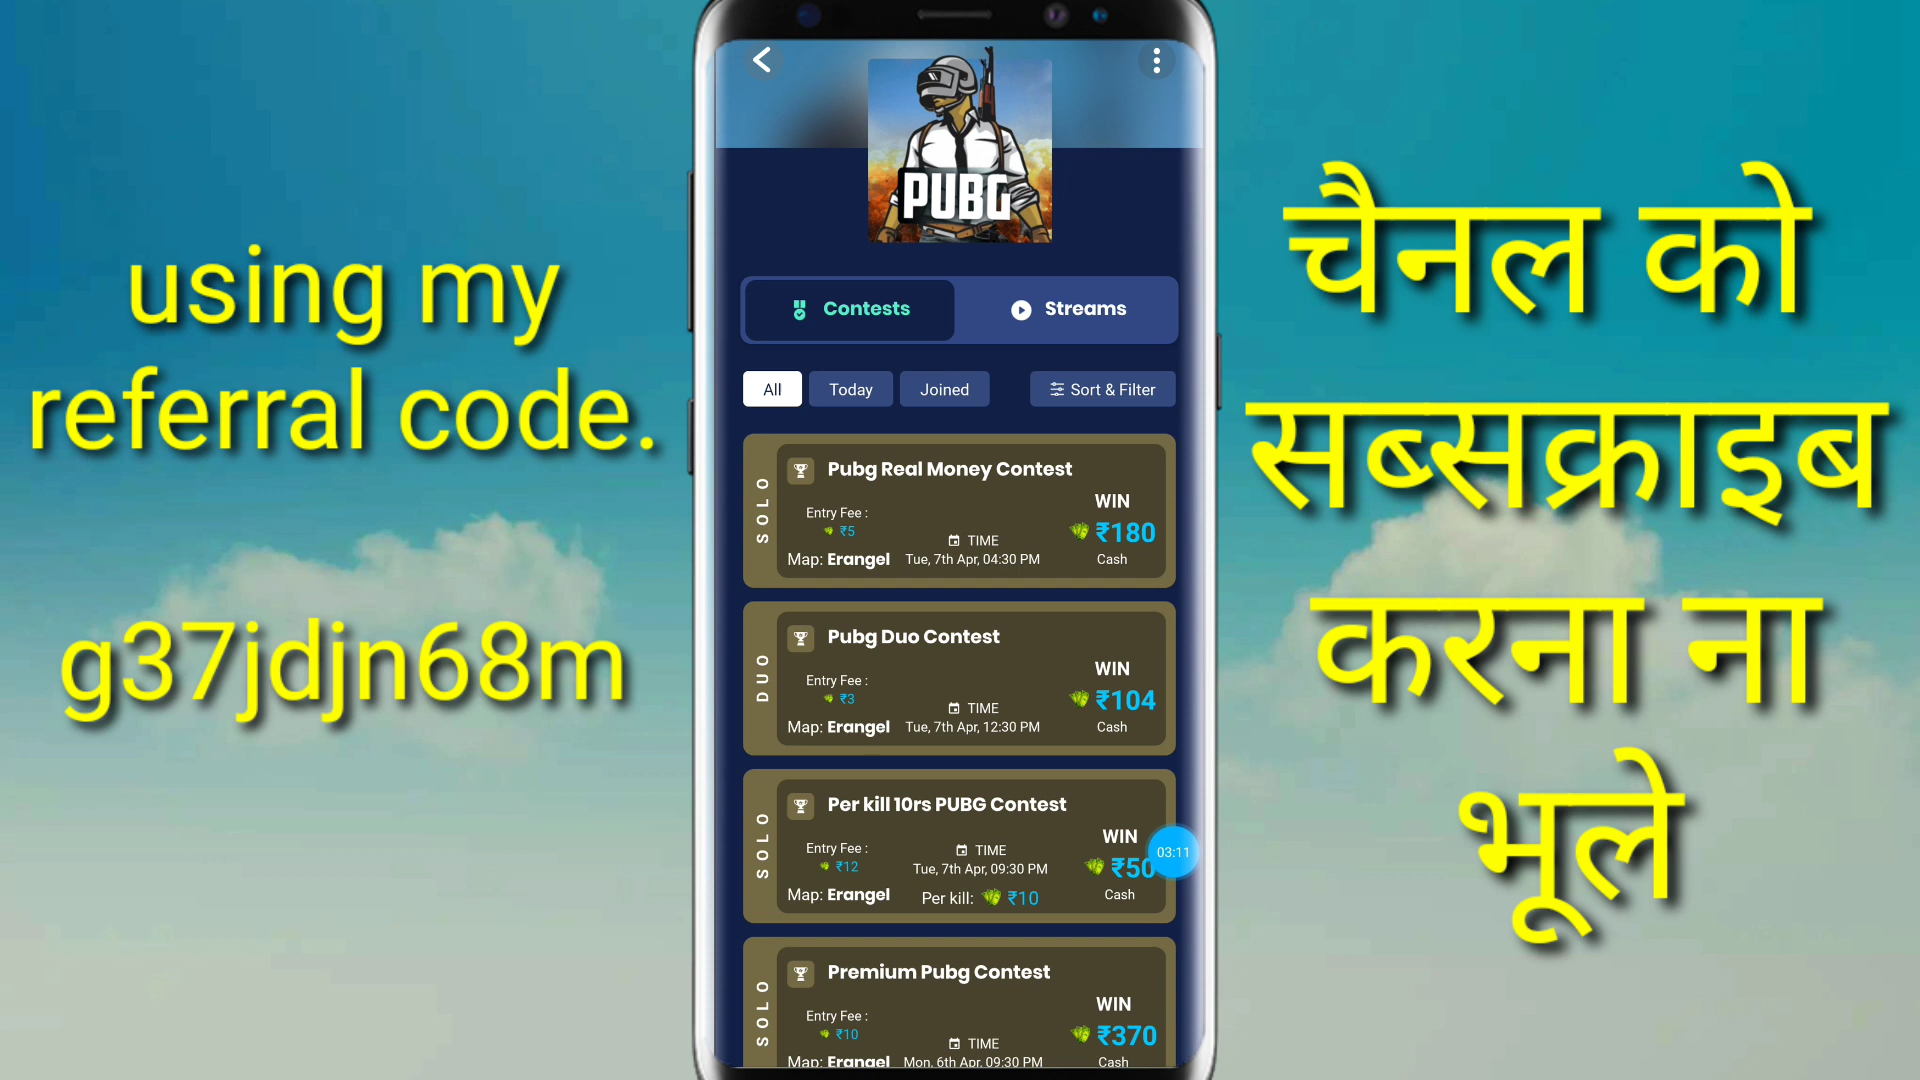 using my
referral code.
g37jdjn68m
PUBG
Contests
Streams
All
Today
Joined
Sort & Filter
SOLO
Pubg Real Money Contest
WIN
Entry Fee :
₹5
₹180
TIME
Map: Erangel
Tue, 7th Apr, 04:30 PM
Cash
DUO
Pubg Duo Contest
WIN
Entry Fee :
₹3
₹104
TIME
Map: Erangel
Tue, 7th Apr, 12:30 PM
Cash
SOLO
Per kill 10rs PUBG Contest
WIN
Entry Fee :
TIME
₹12
Tue, 7th Apr, 09:30 PM
₹50
03:11
Map: Erangel
Per kill: ₹10
Cash
SOLO
Premium Pubg Contest
WIN
Entry Fee :
₹10
₹370
TIME
Map: Erangel
Mon, 6th Apr, 09:30 PM
Cash
चैनल को
सब्सक्राइब
करना ना
भूले